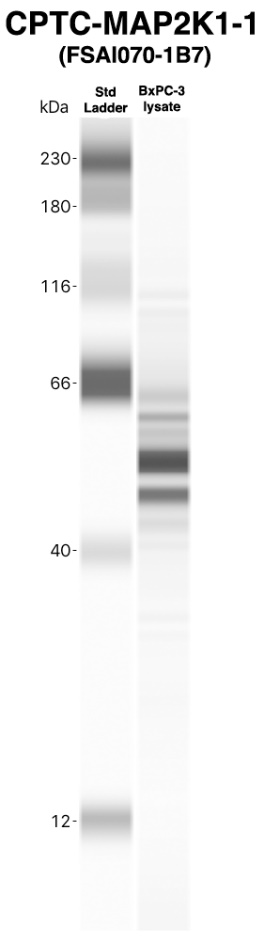 CPTC-MAP2K1-1
(FSAI070-1B7)
Std
Ladder
BxPC-3
lysate
kDa
230-
180-
116-
66-
40-
12-